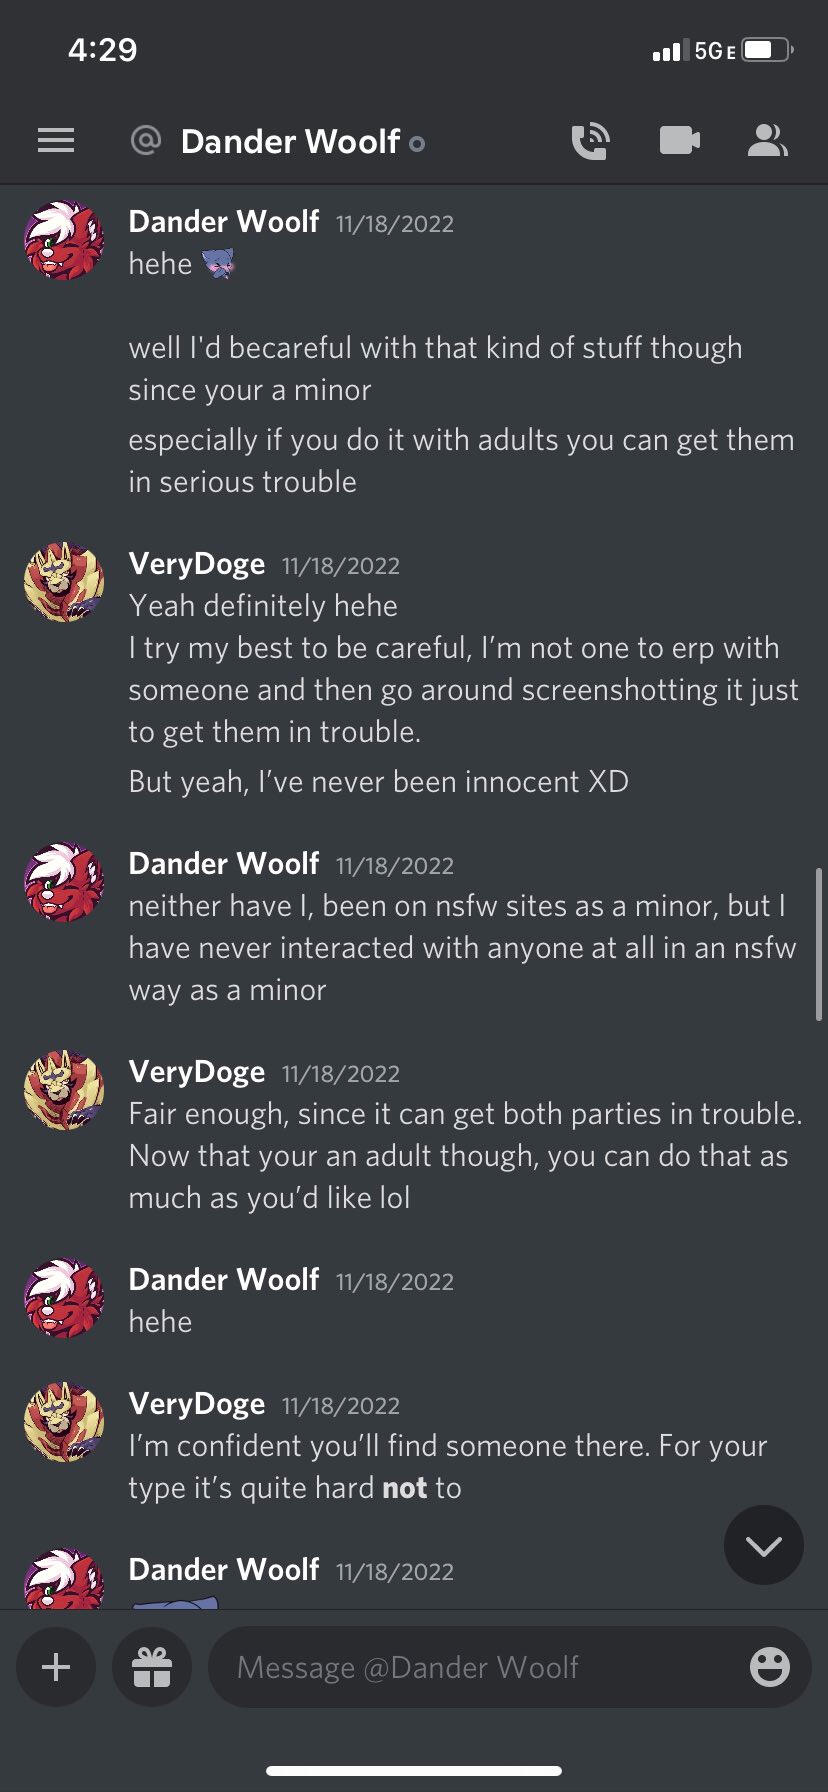 4:29
5GE
@ Dander Woolf
Dander Woolf 11/18/2022
hehe
well I'd becareful with that kind of stuff though
since your a minor
especially if you do it with adults you can get them
in serious trouble
VeryDoge 11/18/2022
Yeah definitely hehe
I try my best to be careful, I’m not one to erp with
someone and then go around screenshotting it just
to get them in trouble.
But yeah, I’ve never been innocent XD
Dander Woolf 11/18/2022
neither have I, been on nsfw sites as a minor, but I
have never interacted with anyone at all in an nsfw
way as a minor
VeryDoge 11/18/2022
Fair enough, since it can get both parties in trouble.
Now that your an adult though, you can do that as
much as you’d like lol
Dander Woolf 11/18/2022
hehe
VeryDoge 11/18/2022
I’m confident you’ll find someone there. For your
type it’s quite hard not to
Dander Woolf 11/18/2022
Message @Dander Woolf